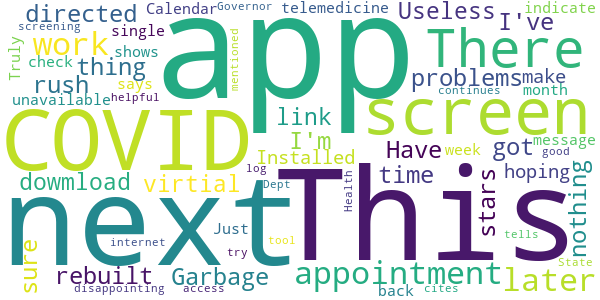 directed Calendar Governor telemedicine Useless indicate
screening single app There I've
Truly work mentioned
check shows thing problems make
rush says screen continues month
unavailable helpful
COVID link Have got message
I'm time week good
log Installed stars hoping
dowmload virtial Dept This nothing
next Health tells
sure Just appointment later
rebuilt internet try tool State
Garbage back cites
disappointing access